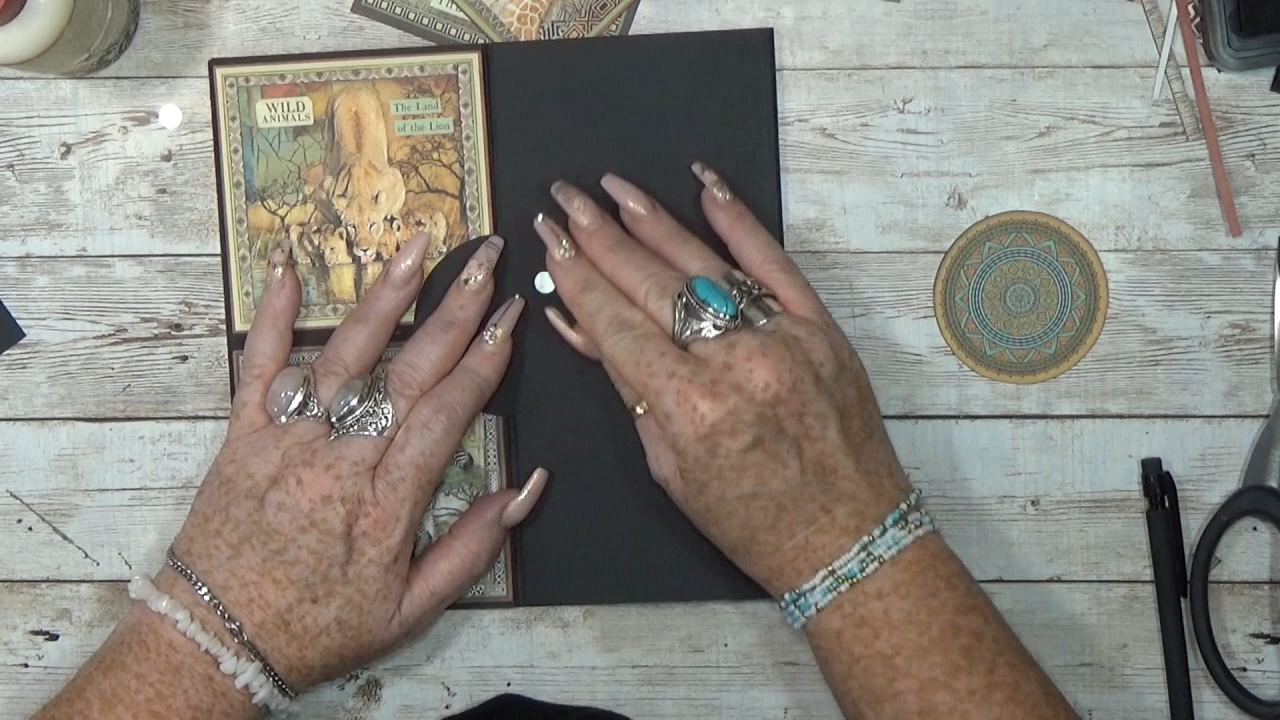 WILD
ANIMALS
The Land
of the Lion